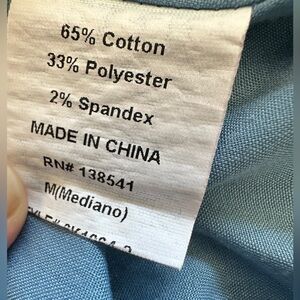 65% Cotton
33% Polyester
2% Spandex
MADE IN CHINA
RN# 138541
M(Mediano)